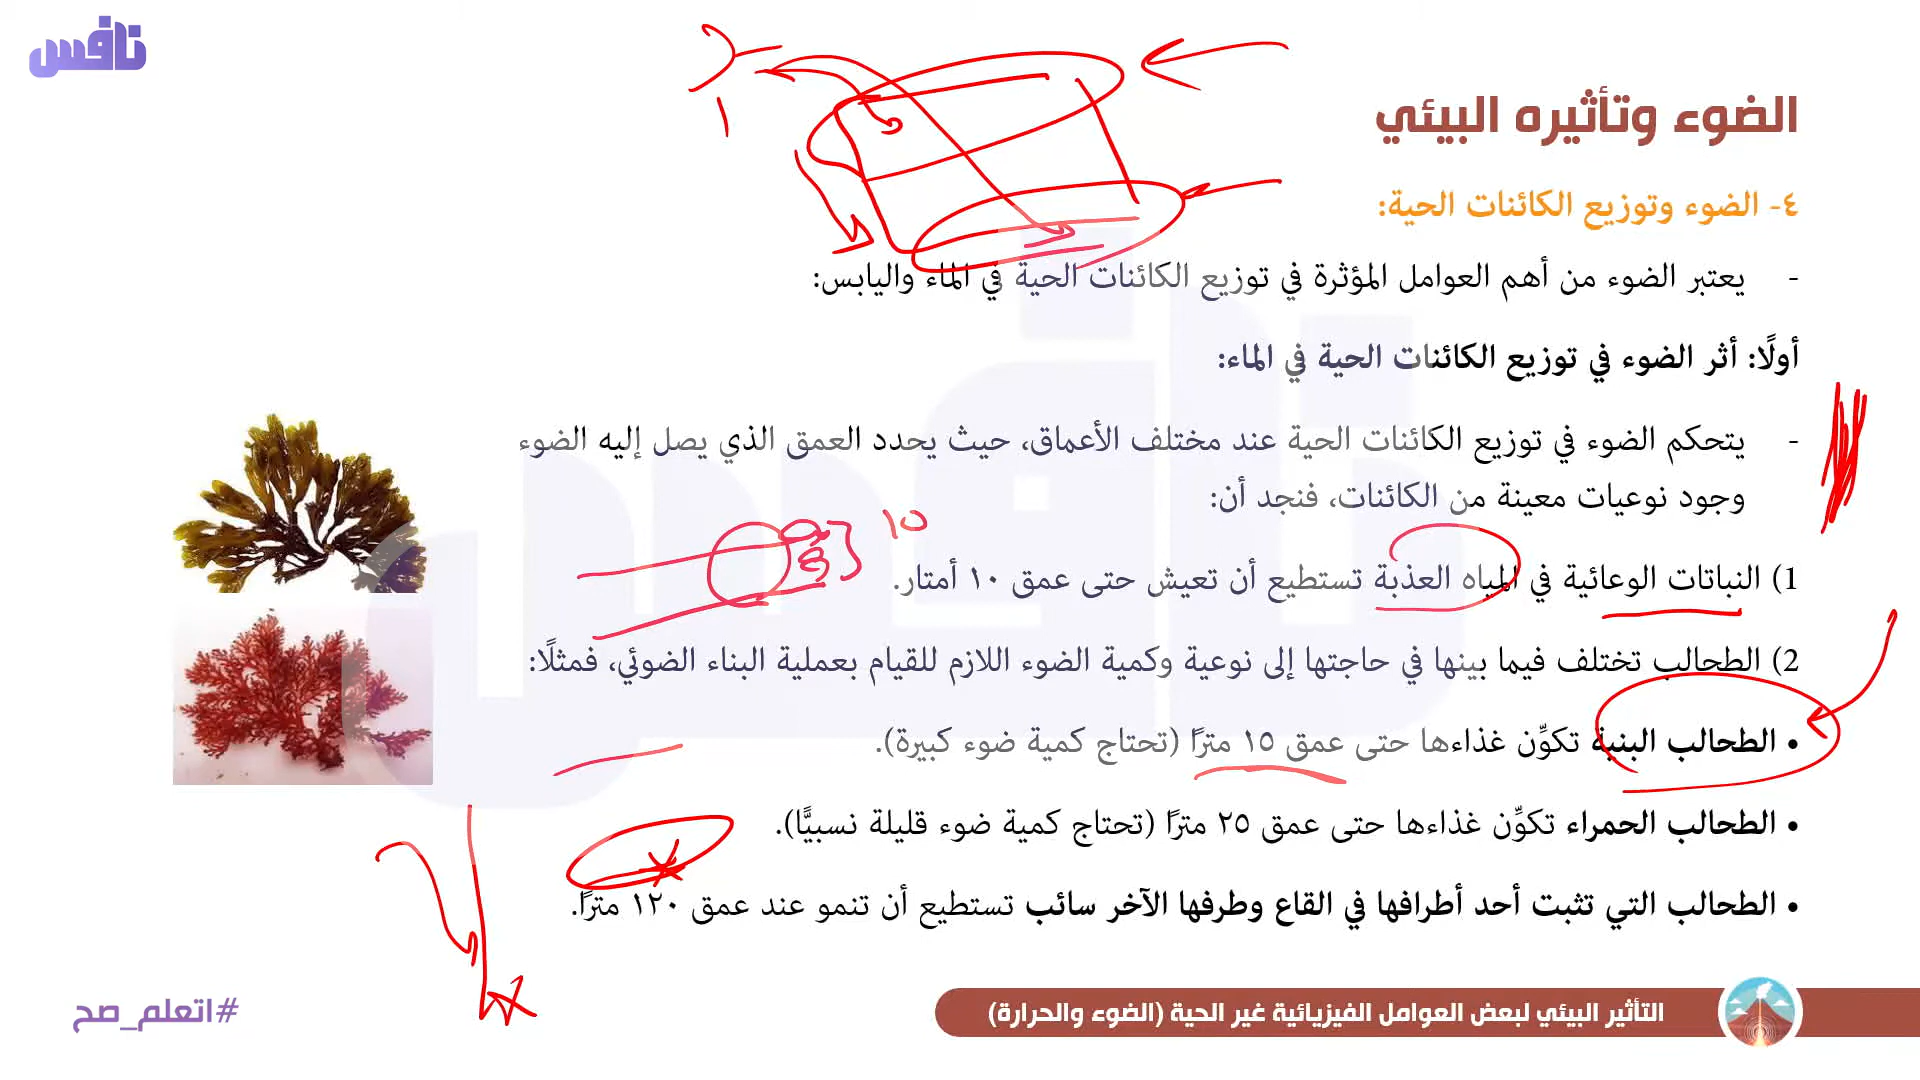 نافس
الضوء وتأثيره البيئي
٤- الضوء وتوزيع الكائنات الحية:
- يعتبر الضوء من أهم العوامل المؤثرة في توزيع الكائنات الحية في الماء واليابس:
أولًا: أثر الضوء في توزيع الكائنات الحية في الماء:
- يتحكم الضوء في توزيع الكائنات الحية عند مختلف الأعماق، حيث يحدد العمق الذي يصل إليه الضوء
وجود نوعيات معينة من الكائنات، فنجد أن:
١٥
1) النباتات الوعائية في المياه العذبة تستطيع أن تعيش حتى عمق ١٠ أمتار.
2) الطحالب تختلف فيما بينها في حاجتها إلى نوعية وكمية الضوء اللازم للقيام بعملية البناء الضوئي، فمثلًا:
• الطحالب البنية تكوِّن غذاءها حتى عمق ١٥ مترًا (تحتاج كمية ضوء كبيرة).
• الطحالب الحمراء تكوِّن غذاءها حتى عمق ٢٥ مترًا (تحتاج كمية ضوء قليلة نسبيًّا).
• الطحالب التي تثبت أحد أطرافها في القاع وطرفها الآخر سائب تستطيع أن تنمو عند عمق ١٢٠ مترًا.
التأثير البيئي لبعض العوامل الفيزيائية غير الحية (الضوء والحرارة)
#اتعلم_صح